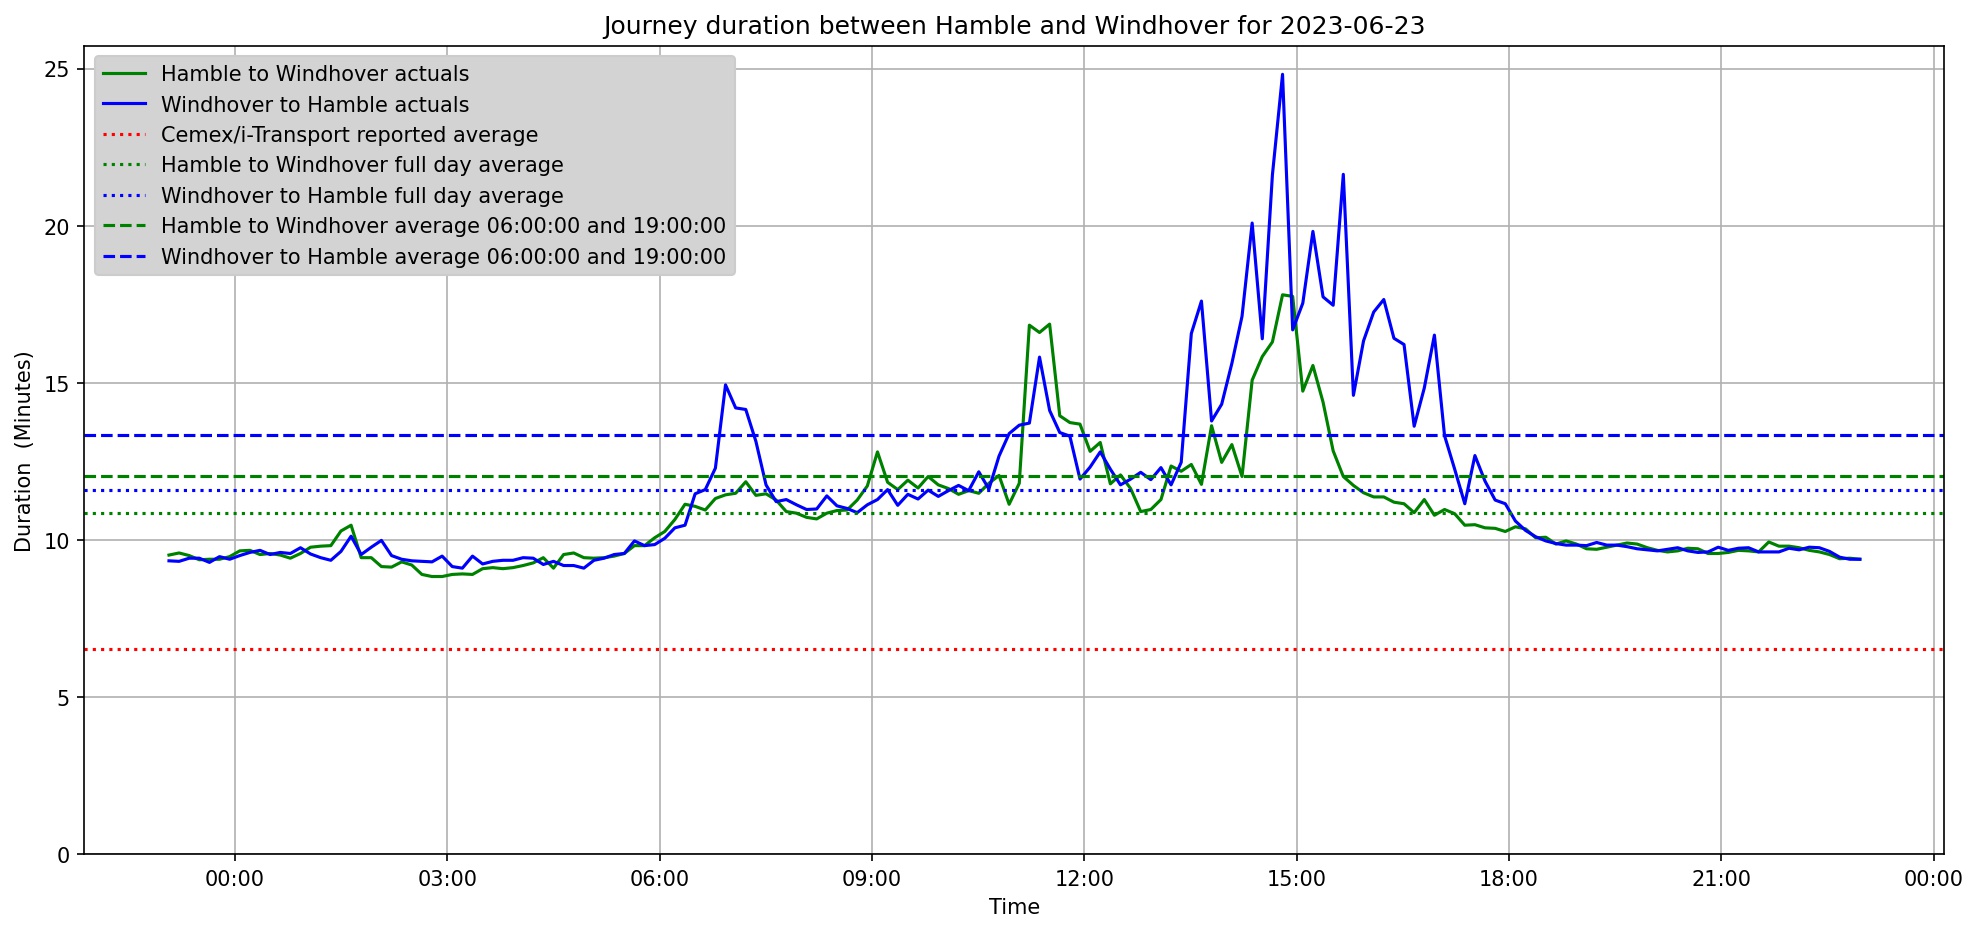 Journey duration between Hamble and Windhover for 2023-06-23
25
20
15
10
5
0
Duration  (Minutes)
Hamble to Windhover actuals
Windhover to Hamble actuals
Cemex/i-Transport reported average
Hamble to Windhover full day average
Windhover to Hamble full day average
Hamble to Windhover average 06:00:00 and 19:00:00
Windhover to Hamble average 06:00:00 and 19:00:00
00:00 03:00 06:00 09:00 12:00 15:00 18:00 21:00 00:00
Time